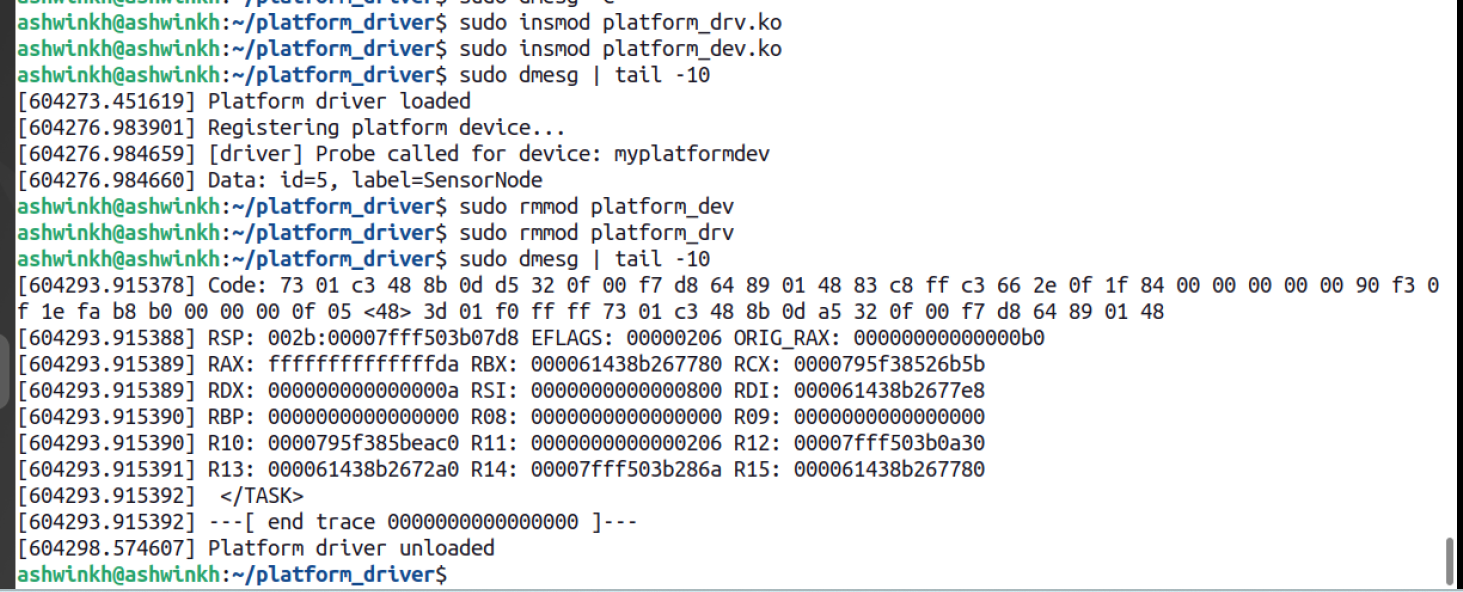 ashwinkh@ashwinkh:~/platform_driver$ sudo insmod platform_drv.ko
ashwinkh@ashwinkh:~/platform_driver$ sudo insmod platform_dev.ko
ashwinkh@ashwinkh:~/platform_driver$ sudo dmesg | tail -10
[604273.451619] Platform driver loaded
[604276.983901] Registering platform device...
[604276.984659] [driver] Probe called for device: myplatformdev
[604276.984660] Data: id=5, label=SensorNode
ashwinkh@ashwinkh:~/platform_driver$ sudo rmmod platform_dev
ashwinkh@ashwinkh:~/platform_driver$ sudo rmmod platform_drv
ashwinkh@ashwinkh:~/platform_driver$ sudo dmesg | tail -10
[604293.915378] Code: 73 01 c3 48 8b 0d d5 32 0f 00 f7 d8 64 89 01 48 83 c8 ff c3 66 2e 0f 1f 84 00 00 00 00 00 90 f3 0
f 1e fa b8 b0 00 00 00 0f 05 <48> 3d 01 f0 ff ff 73 01 c3 48 8b 0d a5 32 0f 00 f7 d8 64 89 01 48
[604293.915388] RSP: 002b:00007fff503b07d8 EFLAGS: 00000206 ORIG_RAX: 00000000000000b0
[604293.915389] RAX: ffffffffffffffda RBX: 000061438b267780 RCX: 0000795f38526b5b
[604293.915389] RDX: 000000000000000a RSI: 0000000000000800 RDI: 000061438b2677e8
[604293.915390] RBP: 0000000000000000 R08: 0000000000000000 R09: 0000000000000000
[604293.915390] R10: 0000795f385beac0 R11: 0000000000000206 R12: 00007fff503b0a30
[604293.915391] R13: 000061438b2672a0 R14: 00007fff503b286a R15: 000061438b267780
[604293.915392]  </TASK>
[604293.915392] ---[ end trace 0000000000000000 ]---
[604298.574607] Platform driver unloaded
ashwinkh@ashwinkh:~/platform_driver$